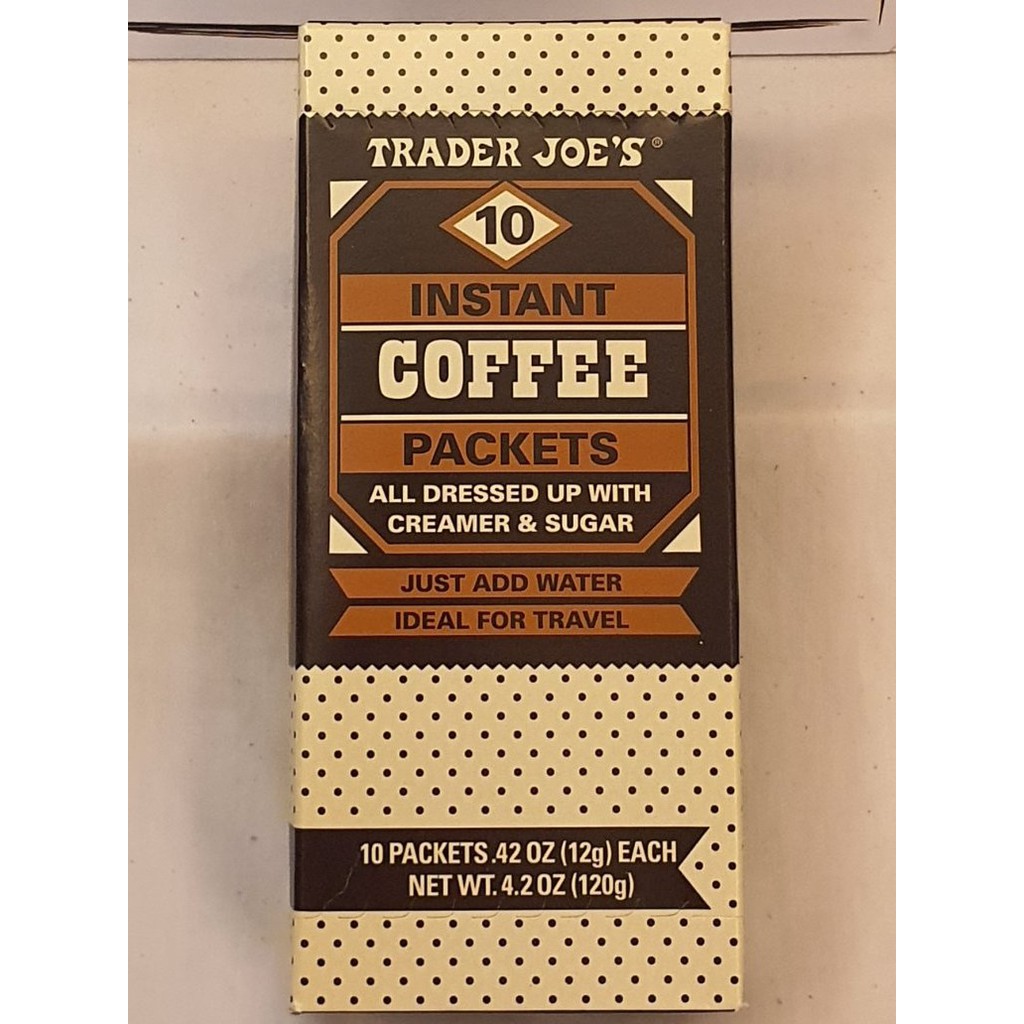 TRADER JOE'S®
10
INSTANT
COFFEE
PACKETS
ALL DRESSED UP WITH
CREAMER & SUGAR
JUST ADD WATER
IDEAL FOR TRAVEL
10 PACKETS .42 OZ (12g) EACH
NET WT. 4.2 OZ (120g)